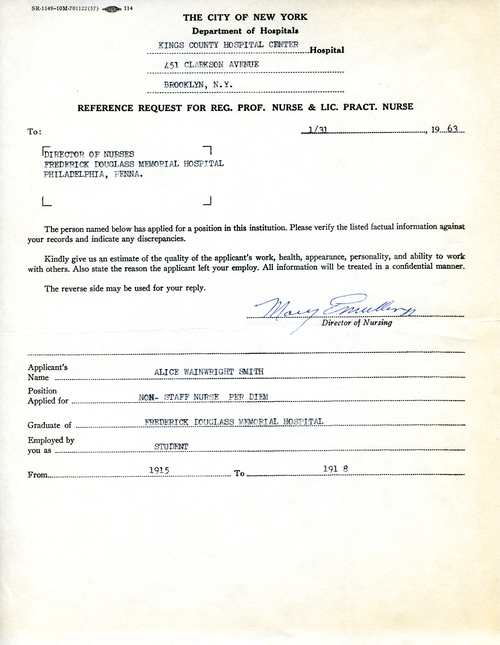 SR-1149-10M-701122(57) 114
THE CITY OF NEW YORK
Department of Hospitals
KINGS COUNTY HOSPITAL CENTER Hospital
451 CLARKSON AVENUE
BROOKLYN, N.Y.
REFERENCE REQUEST FOR REG. PROF. NURSE & LIC. PRACT. NURSE
To:
1/31, 1963
DIRECTOR OF NURSES
FREDERICK DOUGLASS MEMORIAL HOSPITAL
PHILADELPHIA, PENNA.
The person named below has applied for a position in this institution. Please verify the listed factual information against
your records and indicate any discrepancies.
Kindly give us an estimate of the quality of the applicant's work, health, appearance, personality, and ability to work
with others. Also state the reason the applicant left your employ. All information will be treated in a confidential manner.
The reverse side may be used for your reply.
Mary
Director of Nursing
Applicant's
Name ALICE WAINWRIGHT SMITH
Position
Applied for NON- STAFF NURSE PER DIEM
Graduate of FREDERICK DOUGLASS MEMORIAL HOSPITAL
Employed by
you as STUDENT
From 1915 To 191 8